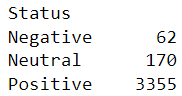 Status
Negative 62
Neutral 170
Positive 3355